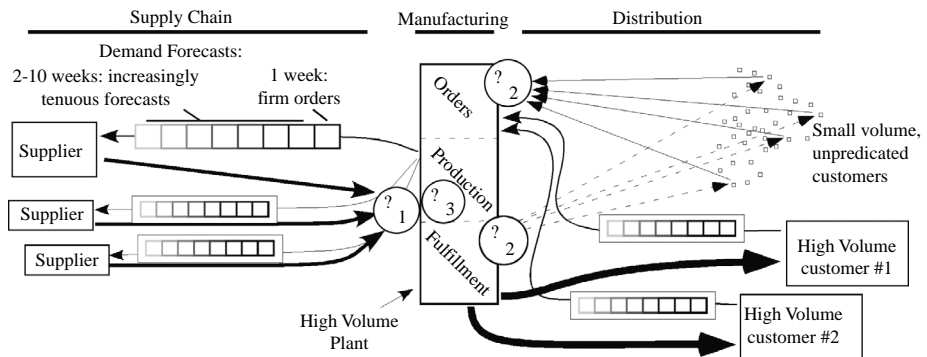 Supply Chain
Manufacturing
Distribution
Demand Forecasts:
2-10 weeks: increasingly
tenuous forecasts
1 week:
firm orders
Supplier
Supplier
Supplier
?
1
?
2
?
3
?
2
Orders
Production
Fulfillment
High Volume
Plant
Small volume,
unpredicated
customers
High Volume
customer #1
High Volume
customer #2